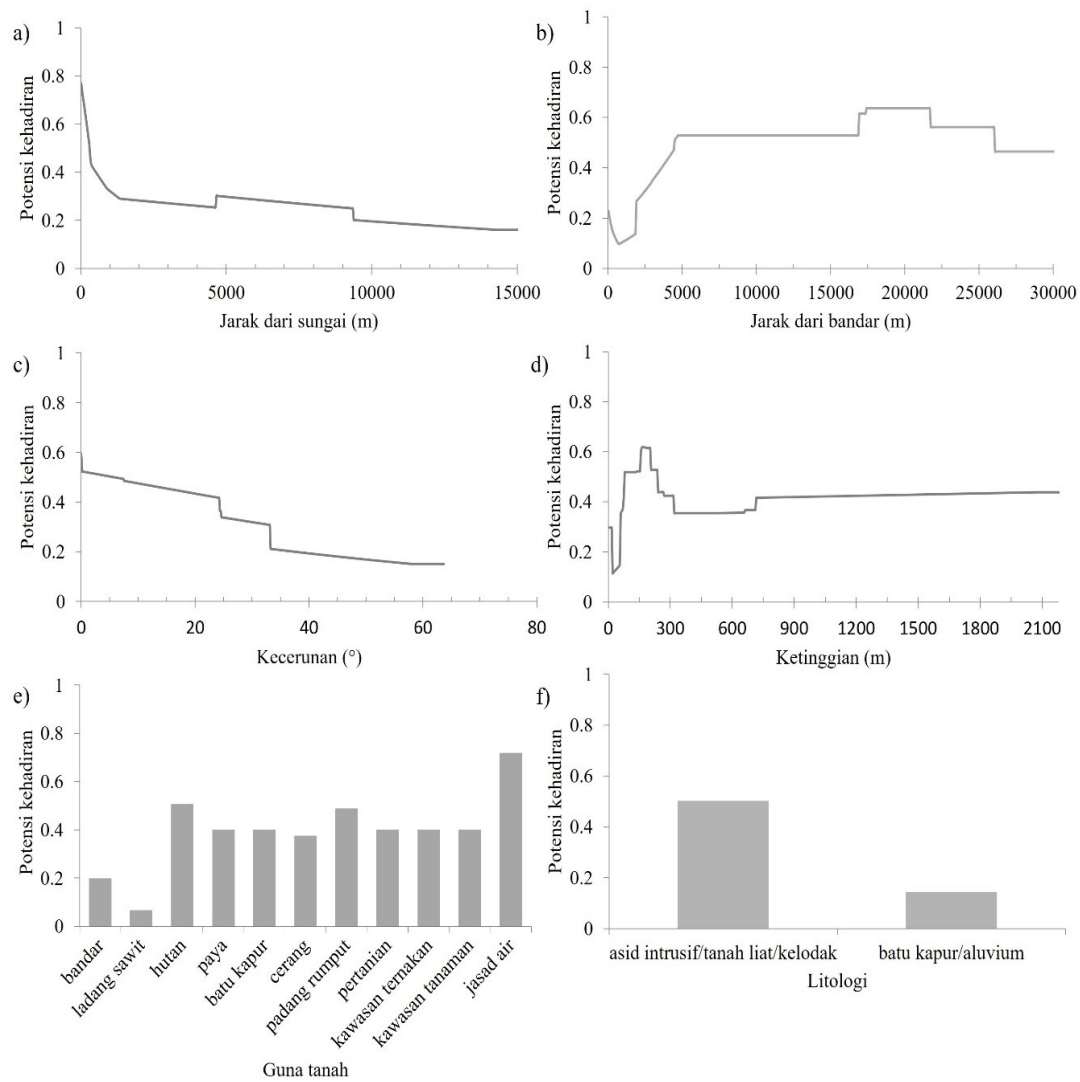 a)
Potensi kehadiran
1
0.8
0.6
0.4
0.2
0
0 5000 10000 15000
Jarak dari sungai (m)
b)
Potensi kehadiran
1
0.8
0.6
0.4
0.2
0
0 5000 10000 15000 20000 25000 30000
Jarak dari bandar (m)
c)
Potensi kehadiran
1
0.8
0.6
0.4
0.2
0
0 20 40 60 80
Kecerunan (°)
d)
Potensi kehadiran
1
0.8
0.6
0.4
0.2
0
0 300 600 900 1200 1500 1800 2100
Ketinggian (m)
e)
Potensi kehadiran
1
0.8
0.6
0.4
0.2
0
bandar
ladang sawit
hutan
paya
batu kapur
cerang
padang rumput
pertanian
kawasan ternakan
kawasan tanaman
jasad air
Guna tanah
f)
Potensi kehadiran
1
0.8
0.6
0.4
0.2
0
asid intrusif/tanah liat/kelodak
batu kapur/aluvium
Litologi